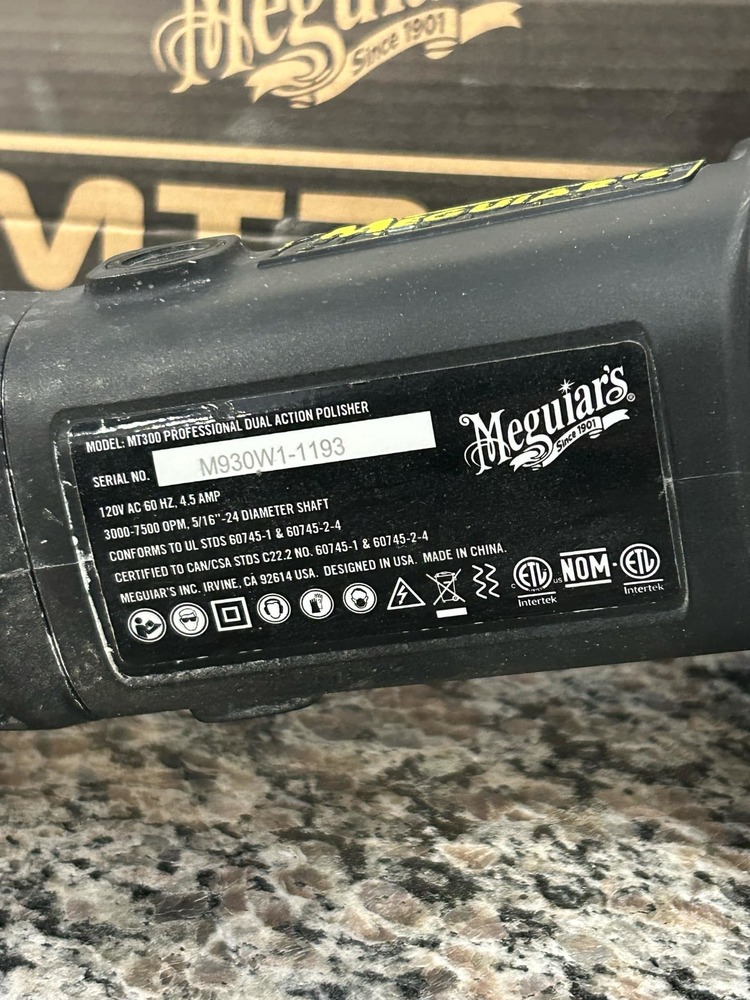 Meguiar's
Since 1901
MEGUIAR'S
MODEL: MT300 PROFESSIONAL DUAL ACTION POLISHER
SERIAL NO. M930W1-1193
120V AC 60 HZ, 4.5 AMP
3000-7500 OPM, 5/16"-24 DIAMETER SHAFT
CONFORMS TO UL STDS 60745-1 & 60745-2-4
CERTIFIED TO CAN/CSA STDS C22.2 NO. 60745-1 & 60745-2-4
MEGUIAR'S INC. IRVINE, CA 92614 USA. DESIGNED IN USA. MADE IN CHINA.
Meguiar's®
Since 1901
C ETL US NOM ETL
Intertek Intertek